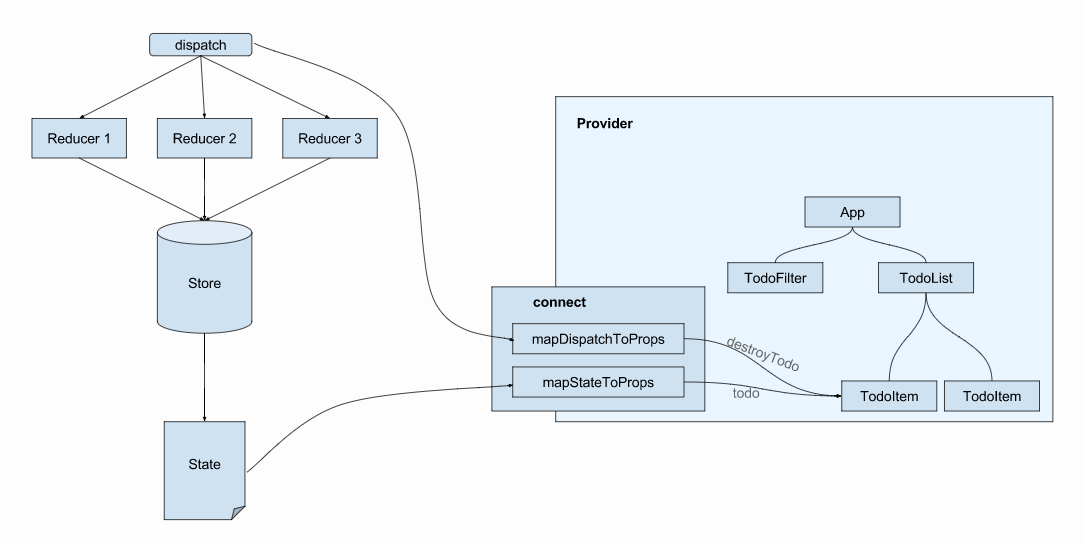 dispatch
Reducer 1
Reducer 2
Reducer 3
Store
State
Provider
App
TodoFilter
TodoList
connect
mapDispatchToProps
mapStateToProps
destroyTodo
todo
TodoItem
TodoItem